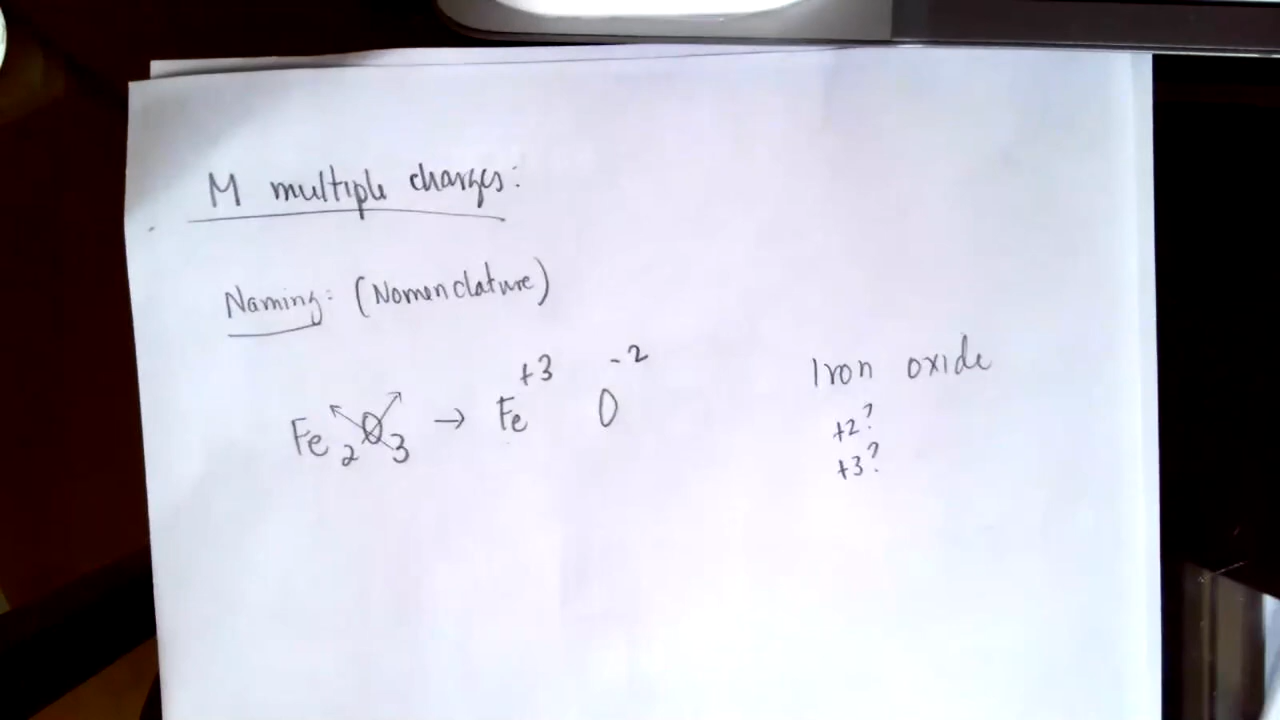 M multiple charges:
Naming: (Nomenclature)
Fe₂O₃ → Fe⁺³ O⁻²
Iron oxide
+2?
+3?